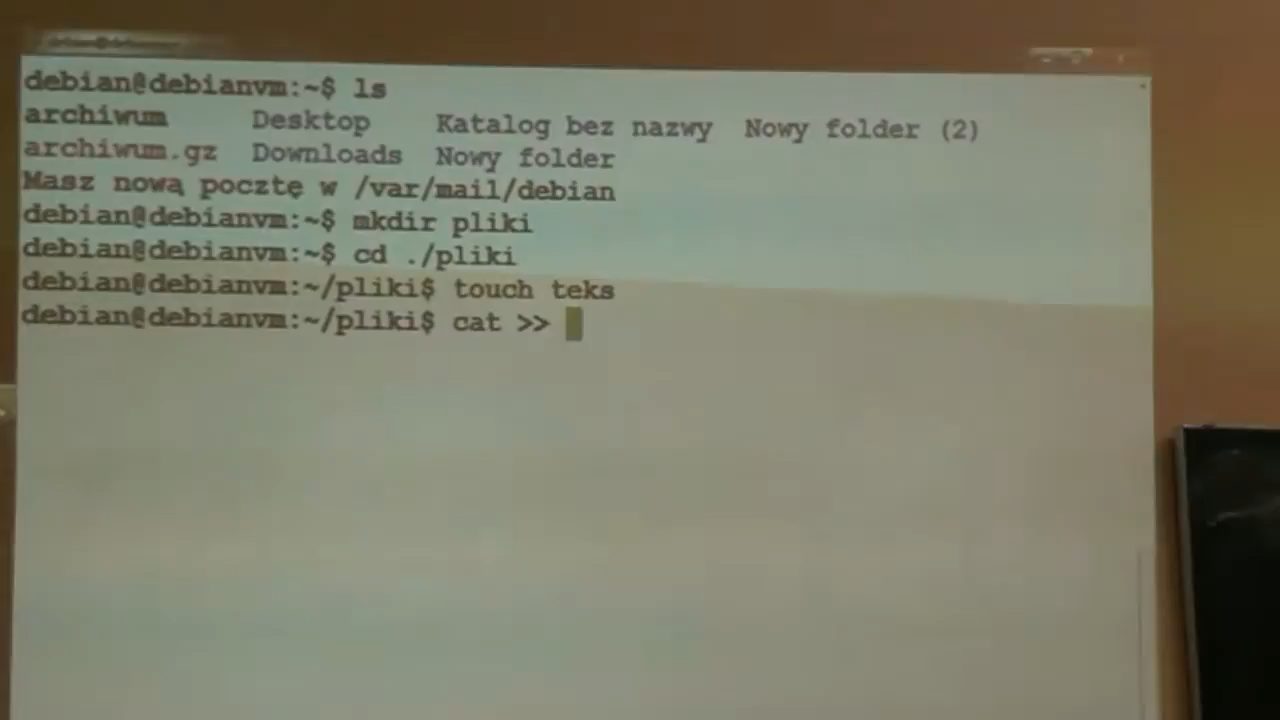 debian@debianvm:~$ ls
archiwum Desktop Katalog bez nazwy Nowy folder (2)
archiwum.gz Downloads Nowy folder
Masz nową pocztę w /var/mail/debian
debian@debianvm:~$ mkdir pliki
debian@debianvm:~$ cd ./pliki
debian@debianvm:~/pliki$ touch teks
debian@debianvm:~/pliki$ cat >>